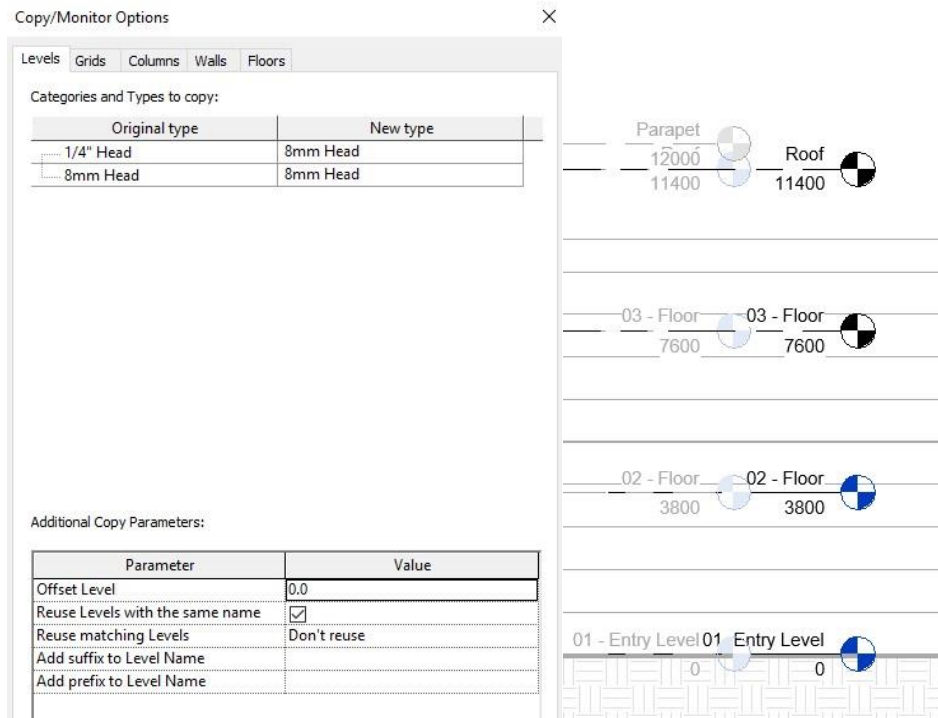 Copy/Monitor Options
Levels Grids Columns Walls Floors
Categories and Types to copy:
Original type New type
1/4" Head 8mm Head
8mm Head 8mm Head
Additional Copy Parameters:
Parameter Value
Offset Level 0.0
Reuse Levels with the same name
Reuse matching Levels Don't reuse
Add suffix to Level Name
Add prefix to Level Name
Parapet
12000
Roof
11400 11400
03 - Floor 03 - Floor
7600 7600
02 - Floor 02 - Floor
3800 3800
01 - Entry Level 01 Entry Level
0 0